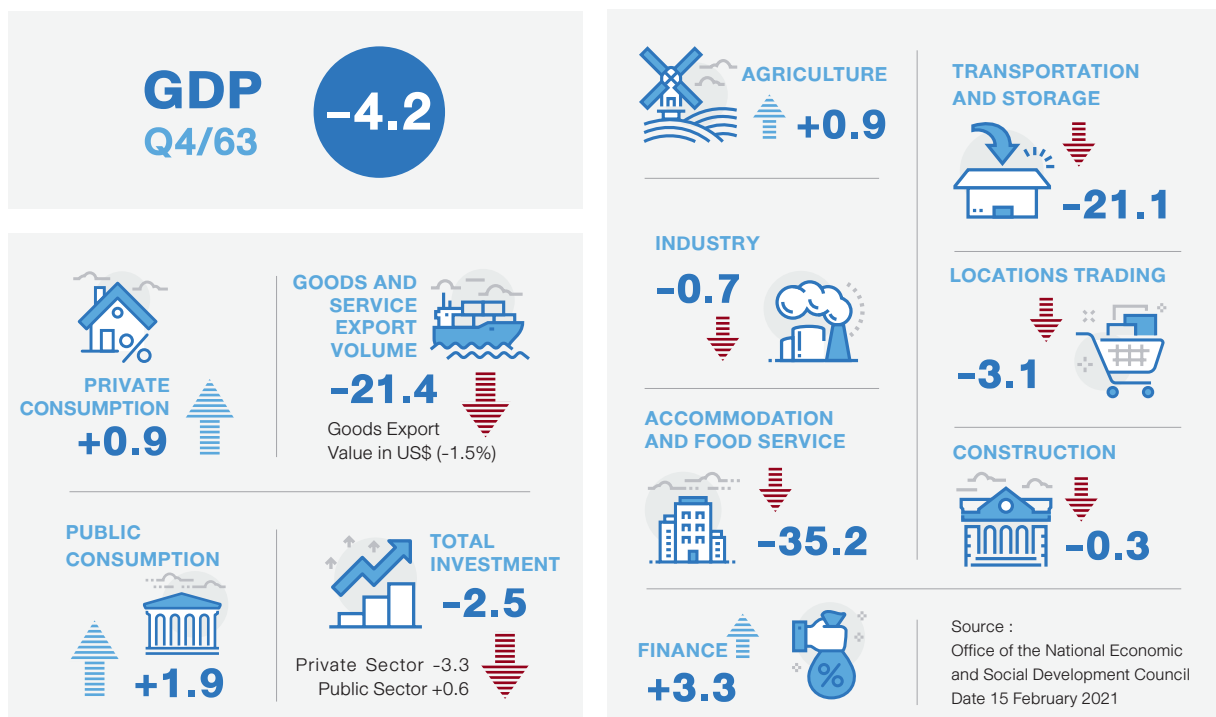 GDP
Q4/63
-4.2
PRIVATE
CONSUMPTION
+0.9
GOODS AND
SERVICE
EXPORT
VOLUME
-21.4
Goods Export
Value in US$ (-1.5%)
PUBLIC
CONSUMPTION
+1.9
TOTAL
INVESTMENT
-2.5
Private Sector -3.3
Public Sector +0.6
AGRICULTURE
+0.9
INDUSTRY
-0.7
ACCOMMODATION
AND FOOD SERVICE
-35.2
TRANSPORTATION
AND STORAGE
-21.1
LOCATIONS TRADING
-3.1
CONSTRUCTION
-0.3
FINANCE
+3.3
%
%
Source :
Office of the National Economic
and Social Development Council
Date 15 February 2021